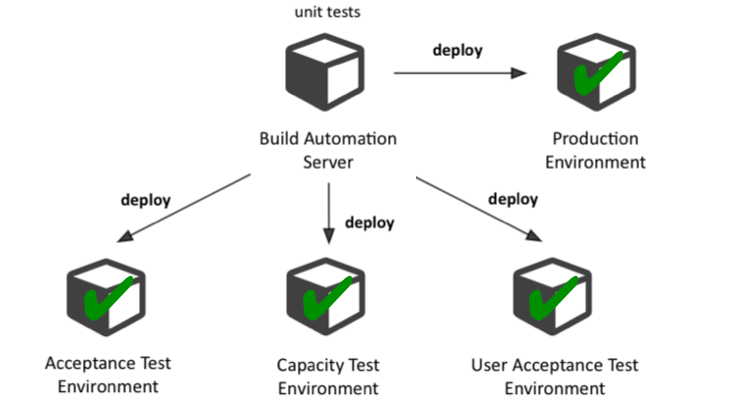 unit tests
deploy
Build Automation
Server
Production
Environment
deploy
deploy
deploy
Acceptance Test
Environment
Capacity Test
Environment
User Acceptance Test
Environment